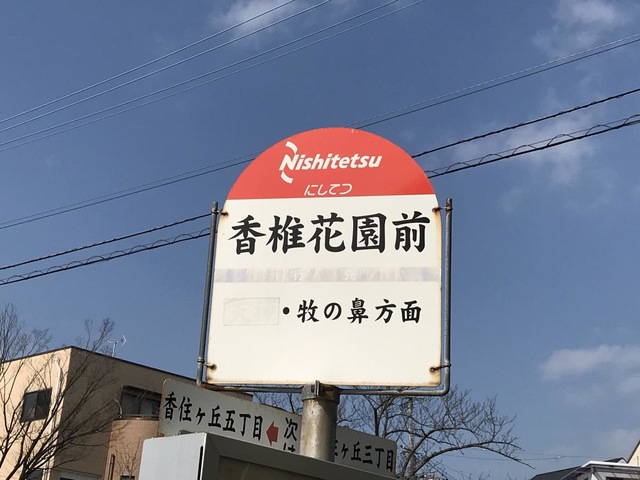 Nishitetsu
にしてつ
香椎花園前
・牧の鼻方面
香住ヶ丘五丁目
次は
ヶ丘三丁目